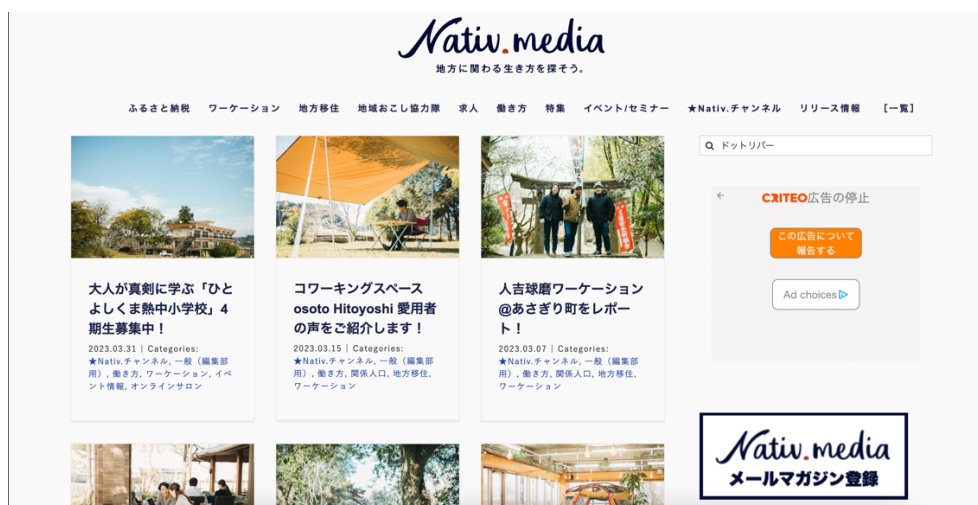 Nativ.media
地方に関わる生き方を探そう。
ふるさと納税 ワーケーション 地方移住 地域おこし協力隊 求人 働き方 特集 イベント/セミナー ★Nativ.チャンネル リリース情報 【一覧】
大人が真剣に学ぶ「ひと
よしくま熱中小学校」4
期生募集中！
2023.03.31 | Categories:
★Nativ.チャンネル, 一般（編集部
用）, 働き方, ワーケーション, イベ
ント情報, オンラインサロン
コワーキングスペース
osoto Hitoyoshi 愛用者
の声をご紹介します！
2023.03.15 | Categories:
★Nativ.チャンネル, 一般（編集部
用）, 働き方, 関係人口, 地方移住,
ワーケーション
人吉球磨ワーケーション
@あさぎり町をレポー
ト！
2023.03.07 | Categories:
★Nativ.チャンネル, 一般（編集部
用）, 働き方, 関係人口, 地方移住,
ワーケーション
ドットリバー
CRITEO広告の停止
この広告について
報告する
Ad choices
Nativ.media
メールマガジン登録